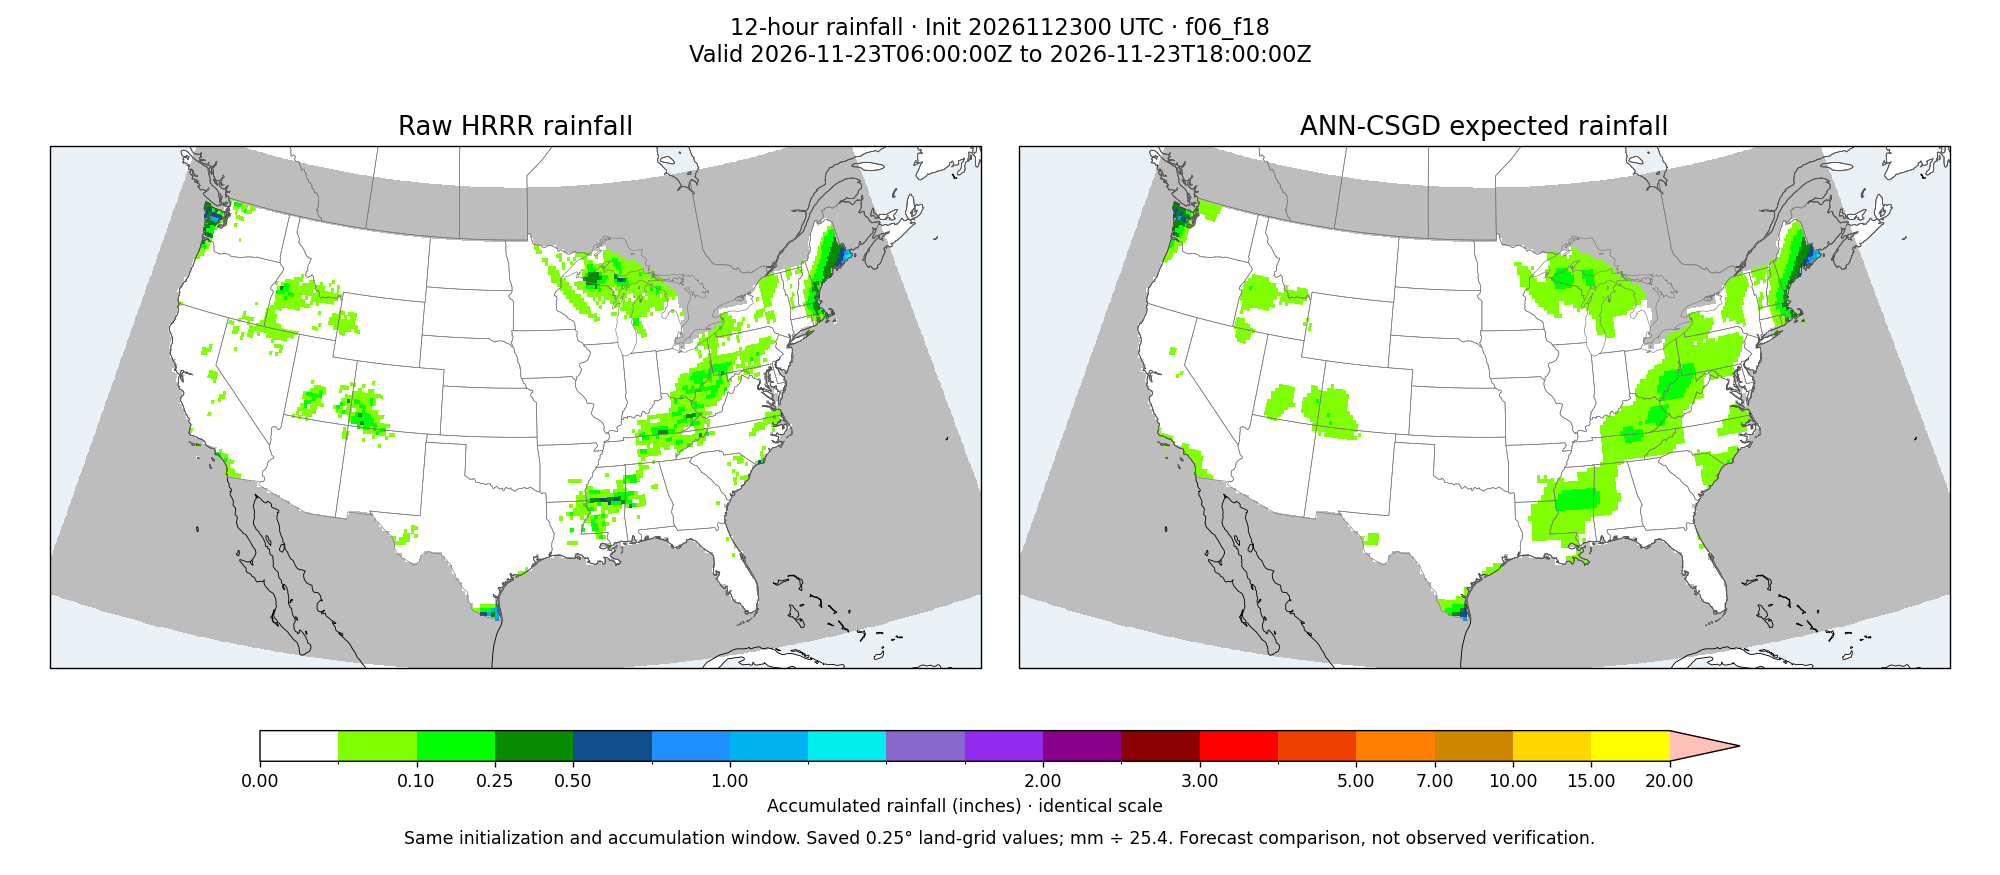 12-hour rainfall · Init 2026112300 UTC · f06_f18
Valid 2026-11-23T06:00:00Z to 2026-11-23T18:00:00Z
Raw HRRR rainfall
ANN-CSGD expected rainfall
0.00 0.10 0.25 0.50 1.00 2.00 3.00 5.00 7.00 10.00 15.00 20.00
Accumulated rainfall (inches) · identical scale
Same initialization and accumulation window. Saved 0.25° land-grid values; mm ÷ 25.4. Forecast comparison, not observed verification.